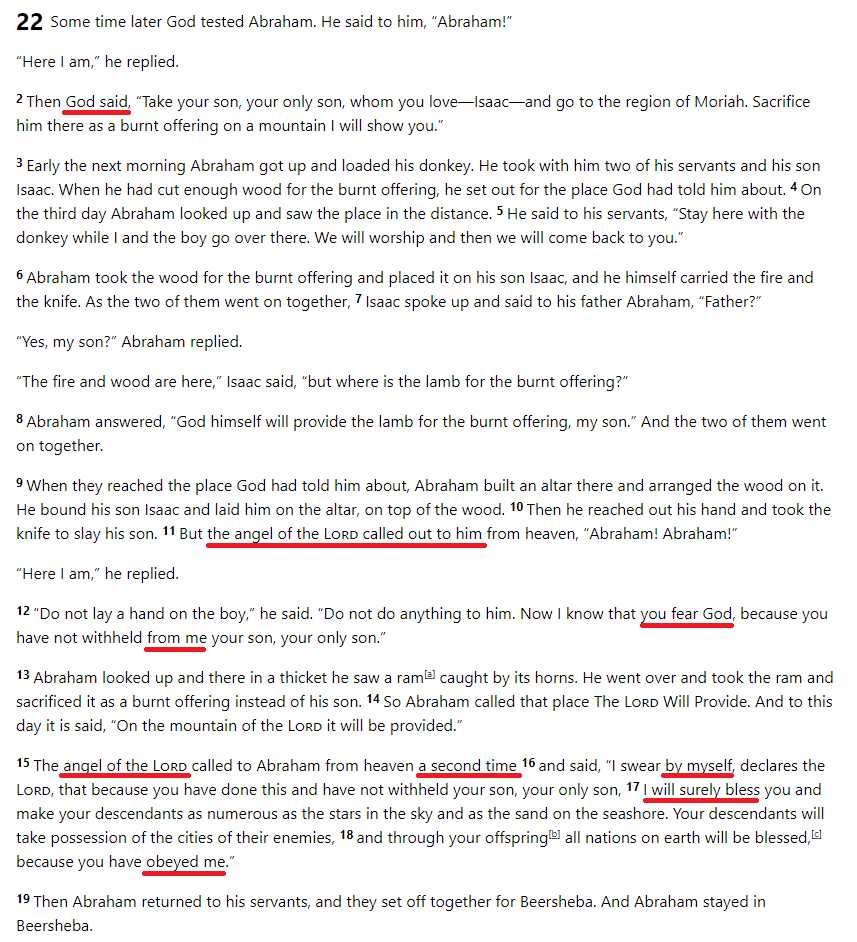 22 Some time later God tested Abraham. He said to him, “Abraham!”
“Here I am,” he replied.
2 Then God said, “Take your son, your only son, whom you love—Isaac—and go to the region of Moriah. Sacrifice
him there as a burnt offering on a mountain I will show you.”
3 Early the next morning Abraham got up and loaded his donkey. He took with him two of his servants and his son
Isaac. When he had cut enough wood for the burnt offering, he set out for the place God had told him about. 4 On
the third day Abraham looked up and saw the place in the distance. 5 He said to his servants, “Stay here with the
donkey while I and the boy go over there. We will worship and then we will come back to you.”
6 Abraham took the wood for the burnt offering and placed it on his son Isaac, and he himself carried the fire and
the knife. As the two of them went on together, 7 Isaac spoke up and said to his father Abraham, “Father?”
“Yes, my son?” Abraham replied.
“The fire and wood are here,” Isaac said, “but where is the lamb for the burnt offering?”
8 Abraham answered, “God himself will provide the lamb for the burnt offering, my son.” And the two of them went
on together.
9 When they reached the place God had told him about, Abraham built an altar there and arranged the wood on it.
He bound his son Isaac and laid him on the altar, on top of the wood. 10 Then he reached out his hand and took the
knife to slay his son. 11 But the angel of the LORD called out to him from heaven, “Abraham! Abraham!”
“Here I am,” he replied.
12 “Do not lay a hand on the boy,” he said. “Do not do anything to him. Now I know that you fear God, because you
have not withheld from me your son, your only son.”
13 Abraham looked up and there in a thicket he saw a ram[a] caught by its horns. He went over and took the ram and
sacrificed it as a burnt offering instead of his son. 14 So Abraham called that place The LORD Will Provide. And to this
day it is said, “On the mountain of the LORD it will be provided.”
15 The angel of the LORD called to Abraham from heaven a second time 16 and said, “I swear by myself, declares the
LORD, that because you have done this and have not withheld your son, your only son, 17 I will surely bless you and
make your descendants as numerous as the stars in the sky and as the sand on the seashore. Your descendants will
take possession of the cities of their enemies, 18 and through your offspring[b] all nations on earth will be blessed,[c]
because you have obeyed me.”
19 Then Abraham returned to his servants, and they set off together for Beersheba. And Abraham stayed in
Beersheba.